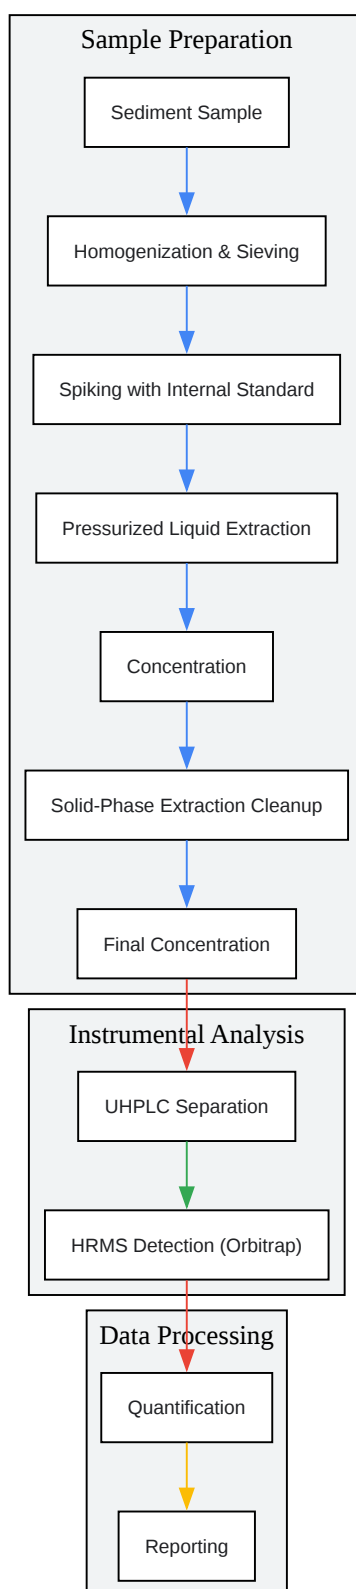 Sample Preparation
Sediment Sample
Homogenization & Sieving
Spiking with Internal Standard
Pressurized Liquid Extraction
Concentration
Solid-Phase Extraction Cleanup
Final Concentration
Instrumental Analysis
UHPLC Separation
HRMS Detection (Orbitrap)
Data Processing
Quantification
Reporting